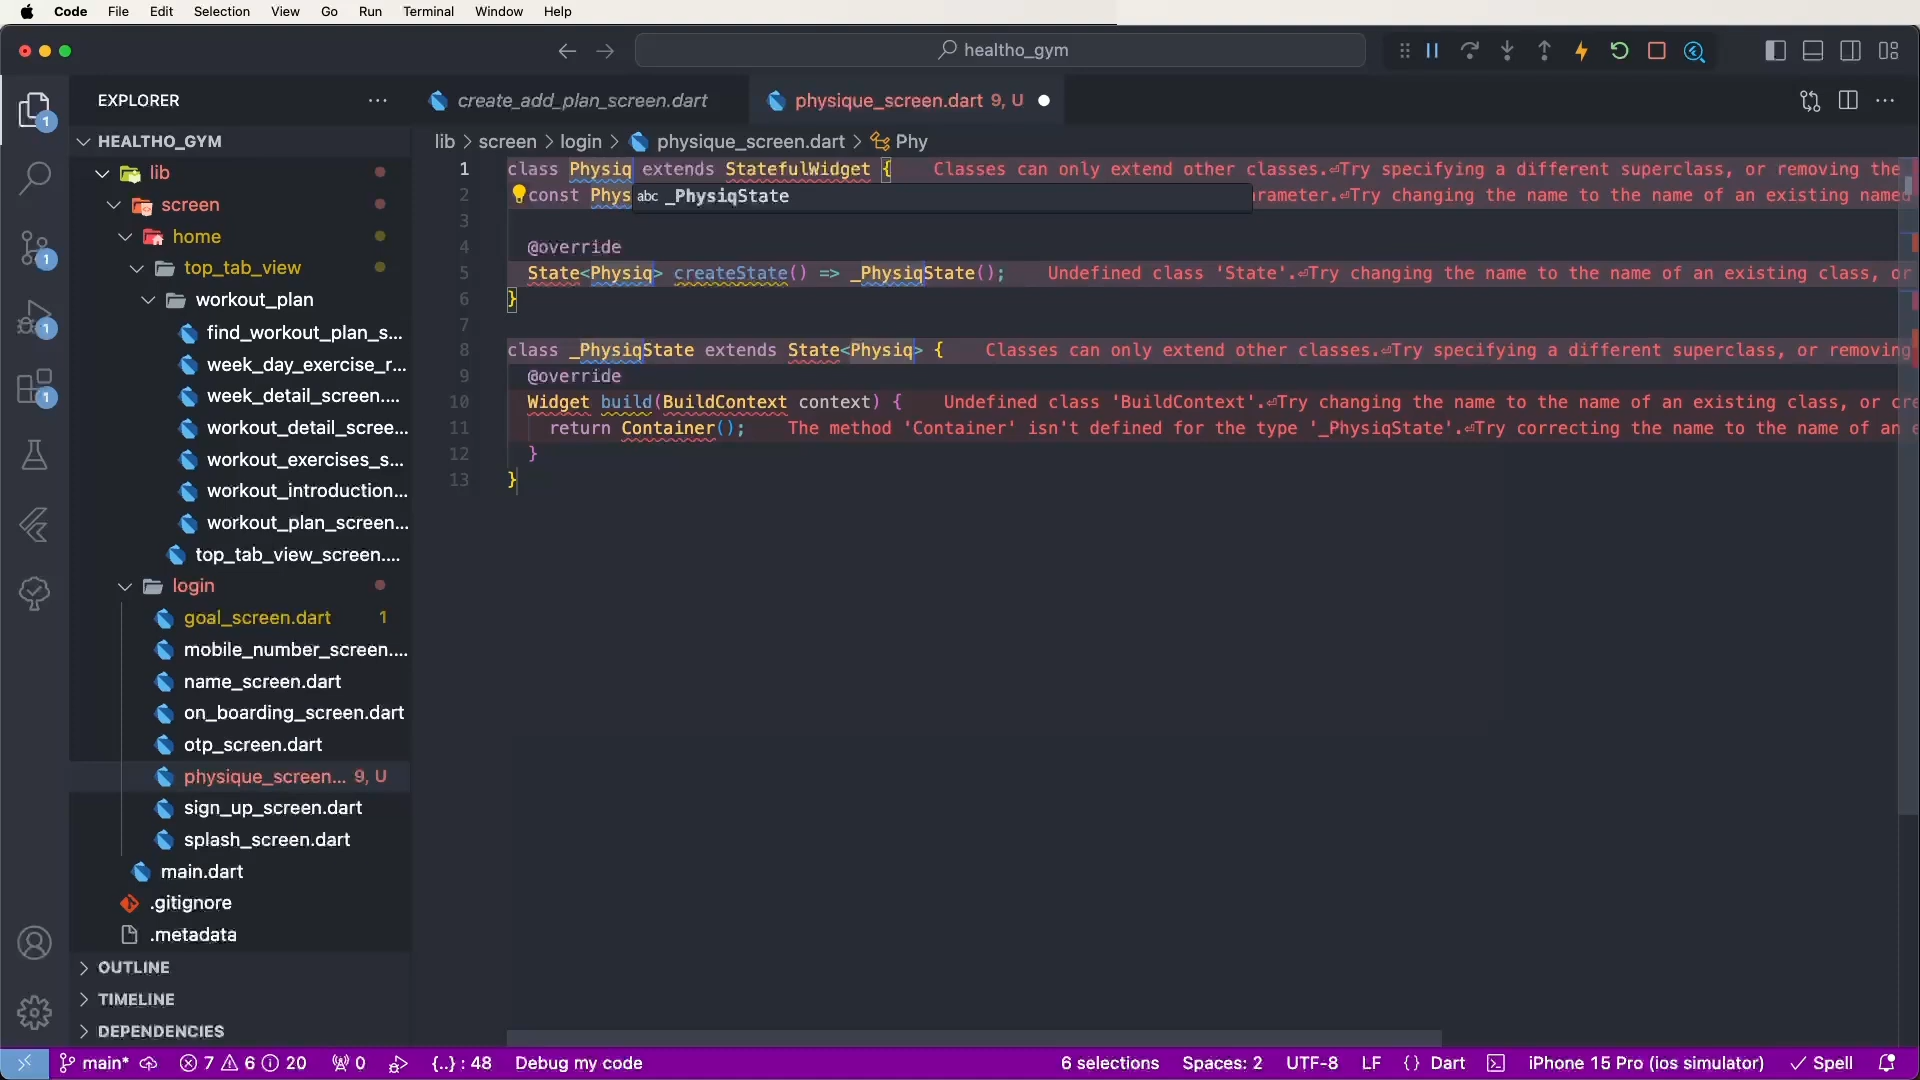 Code File Edit Selection View Go Run Terminal Window Help
healtho_gym
EXPLORER
create_add_plan_screen.dart
physique_screen.dart 9, U
HEALTHO_GYM
lib > screen > login > physique_screen.dart > Phy
lib
screen
home
top_tab_view
workout_plan
find_workout_plan_s...
week_day_exercise_r...
week_detail_screen....
workout_detail_scree...
workout_exercises_s...
workout_introduction...
workout_plan_screen...
top_tab_view_screen....
login
goal_screen.dart 1
mobile_number_screen....
name_screen.dart
on_boarding_screen.dart
otp_screen.dart
physique_screen... 9, U
sign_up_screen.dart
splash_screen.dart
main.dart
.gitignore
.metadata
OUTLINE
TIMELINE
DEPENDENCIES
1
1
1
1
1 class Physiq extends StatefulWidget { Classes can only extend other classes.⏎Try specifying a different superclass, or removing the
2 const Phys arameter.⏎Try changing the name to the name of an existing named
abc _PhysiqState
3
4 @override
5 State<Physiq> createState() => _PhysiqState(); Undefined class 'State'.⏎Try changing the name to the name of an existing class, or
6 }
7
8 class _PhysiqState extends State<Physiq> { Classes can only extend other classes.⏎Try specifying a different superclass, or removing
9 @override
10 Widget build(BuildContext context) { Undefined class 'BuildContext'.⏎Try changing the name to the name of an existing class, or cre
11 return Container(); The method 'Container' isn't defined for the type '_PhysiqState'.⏎Try correcting the name to the name of an e
12 }
13 }
main* 7 6 20 0 {..} : 48 Debug my code 6 selections Spaces: 2 UTF-8 LF {} Dart iPhone 15 Pro (ios simulator) Spell